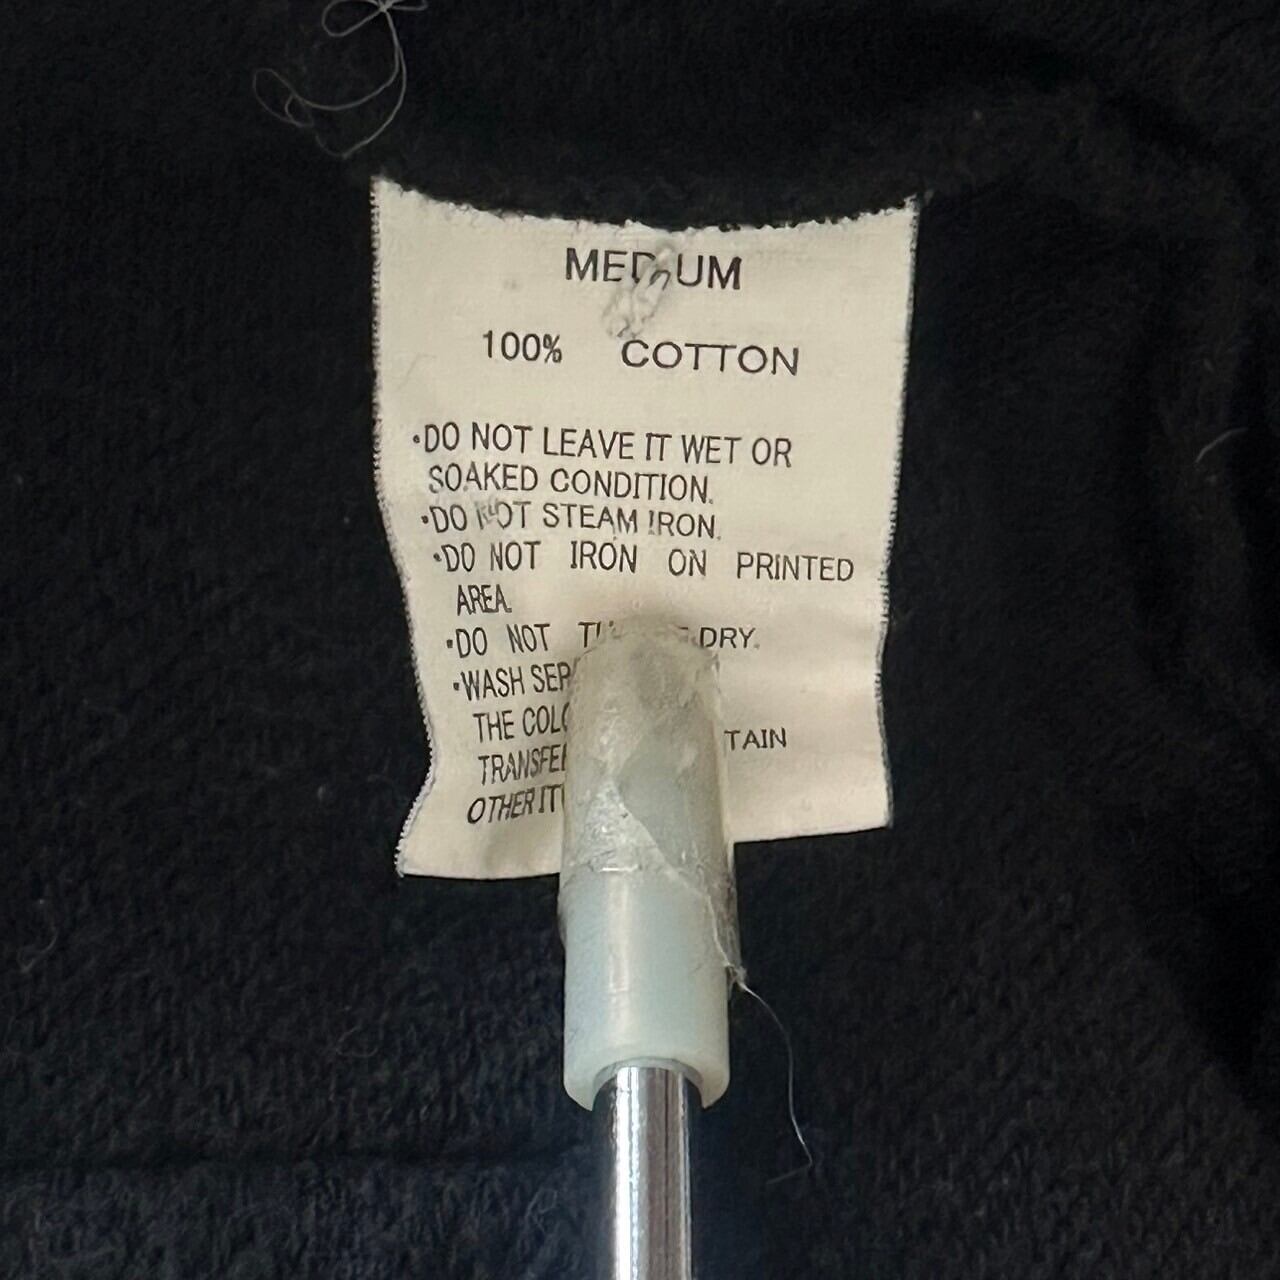 MEDIUM
100% COTTON
·DO NOT LEAVE IT WET OR
SOAKED CONDITION.
·DO NOT STEAM IRON.
·DO NOT IRON ON PRINTED
AREA.
·DO NOT DRY.
·WASH
THE
OTHER